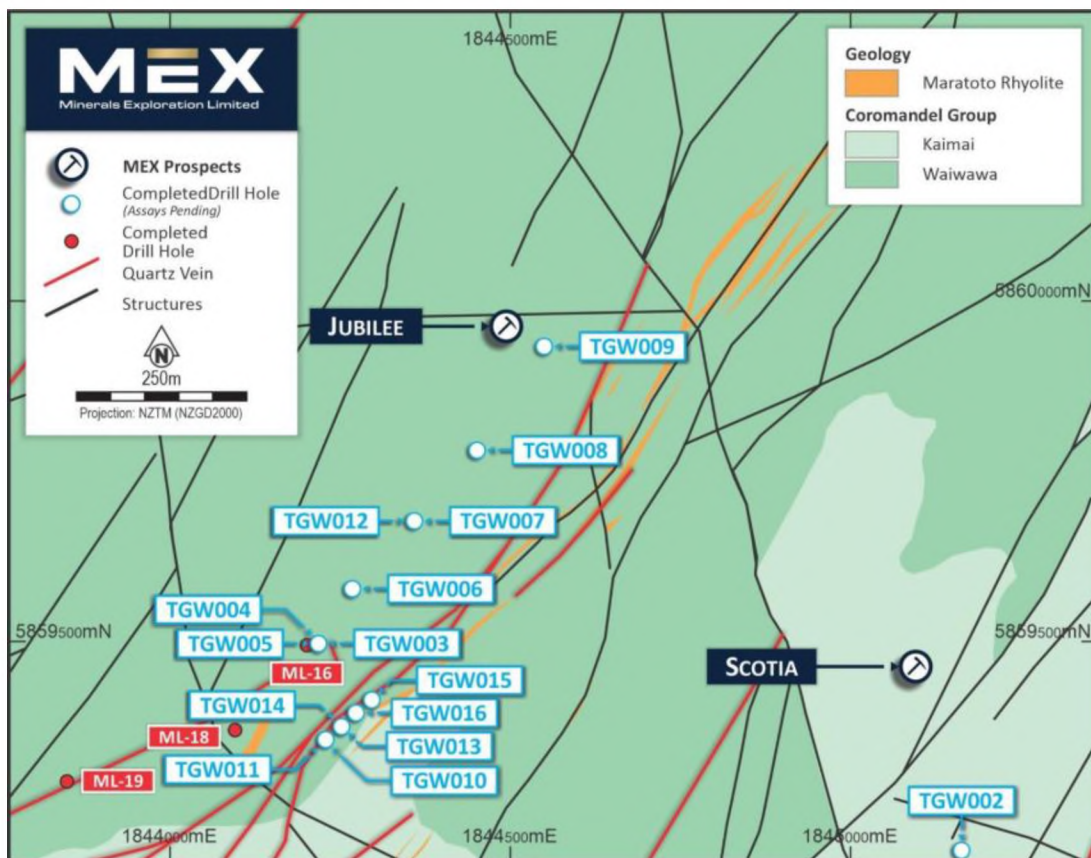 MEX
Minerals Exploration Limited
MEX Prospects
CompletedDrill Hole
(Assays Pending)
Completed
Drill Hole
Quartz Vein
Structures
N
250m
Projection: NZTM (NZGD2000)
1844500mE
Geology
Maratoto Rhyolite
Coromandel Group
Kaimai
Waiwawa
5860000mN
JUBILEE
TGW009
TGW008
TGW012
TGW007
TGW006
TGW004
5859500mN
TGW005
TGW003
5859500mN
ML-16
SCOTIA
TGW015
TGW014
TGW016
ML-18
TGW013
TGW011
TGW010
ML-19
TGW002
1844000mE
1844500mE
1845000mE